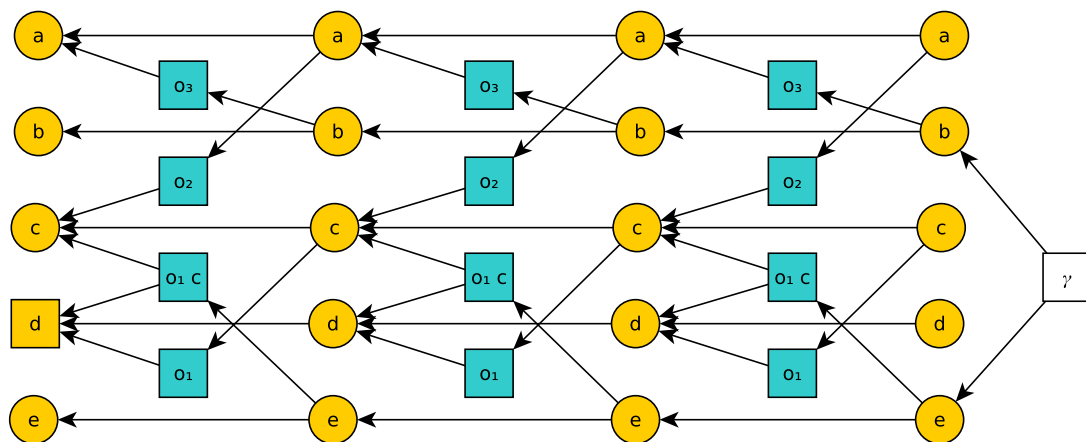 a a a a
o₃ o₃ o₃
b b b b
o₂ o₂ o₂
c c c c
o₁ c o₁ c o₁ c γ
d d d d
o₁ o₁ o₁
e e e e